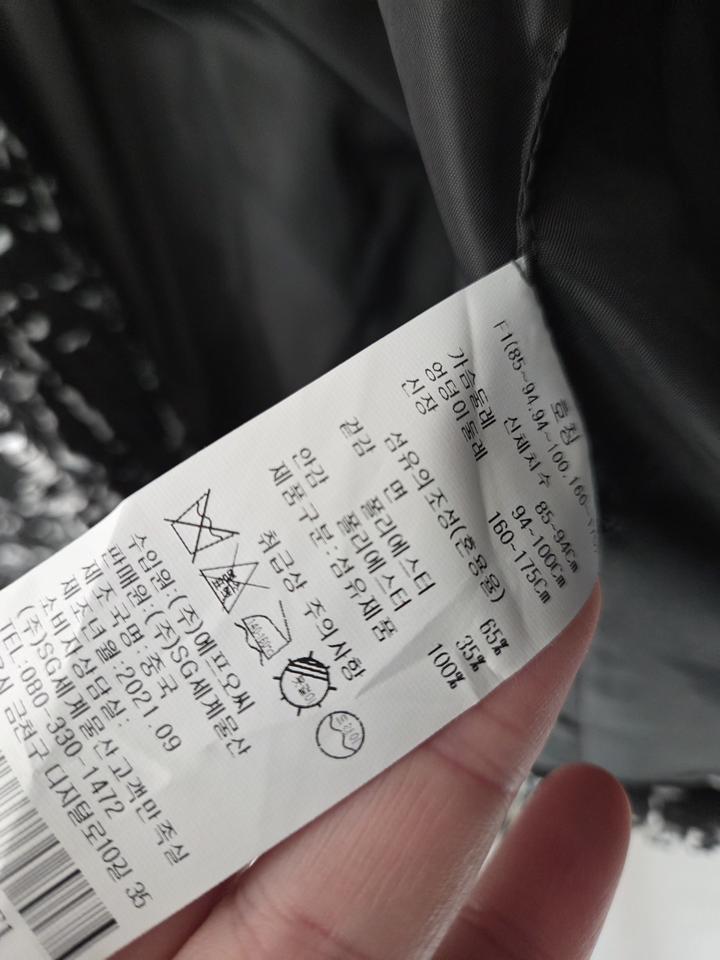 호칭
F1(85~94.94~100.160~
신체치수
가슴둘레 85~94Cm
엉덩이둘레 94~100Cm
신장 160~175Cm
섬유의조성(혼용율)
겉감 면 65%
폴리에스터 35%
안감 폴리에스터 100%
제품구분:섬유제품
취급상 주의사항
수입원:(주)에프오씨
판매원:(주)SG세계물산
제조국명:중국
제조년월:2021.09
소비자상담실:
(주)SG세계물산고객만족실
TEL:080-330-1472
금천구 디지털로10길 35